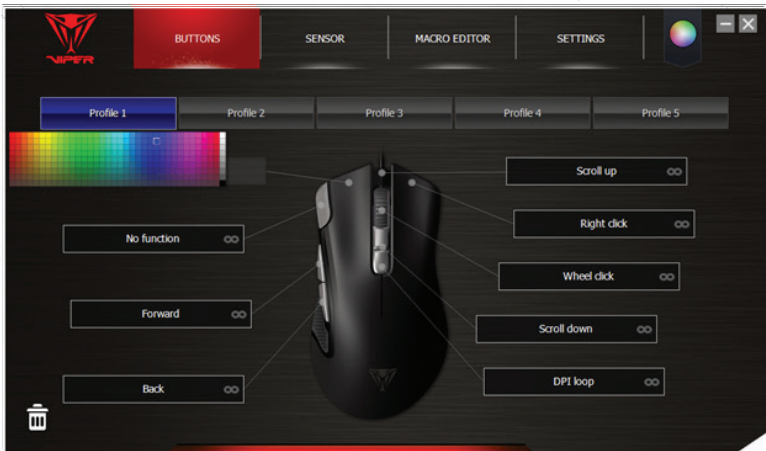 VIPER
BUTTONS
SENSOR
MACRO EDITOR
SETTINGS
Profile 1
Profile 2
Profile 3
Profile 4
Profile 5
Scroll up
Right click
No function
Wheel click
Forward
Scroll down
DPI loop
Back